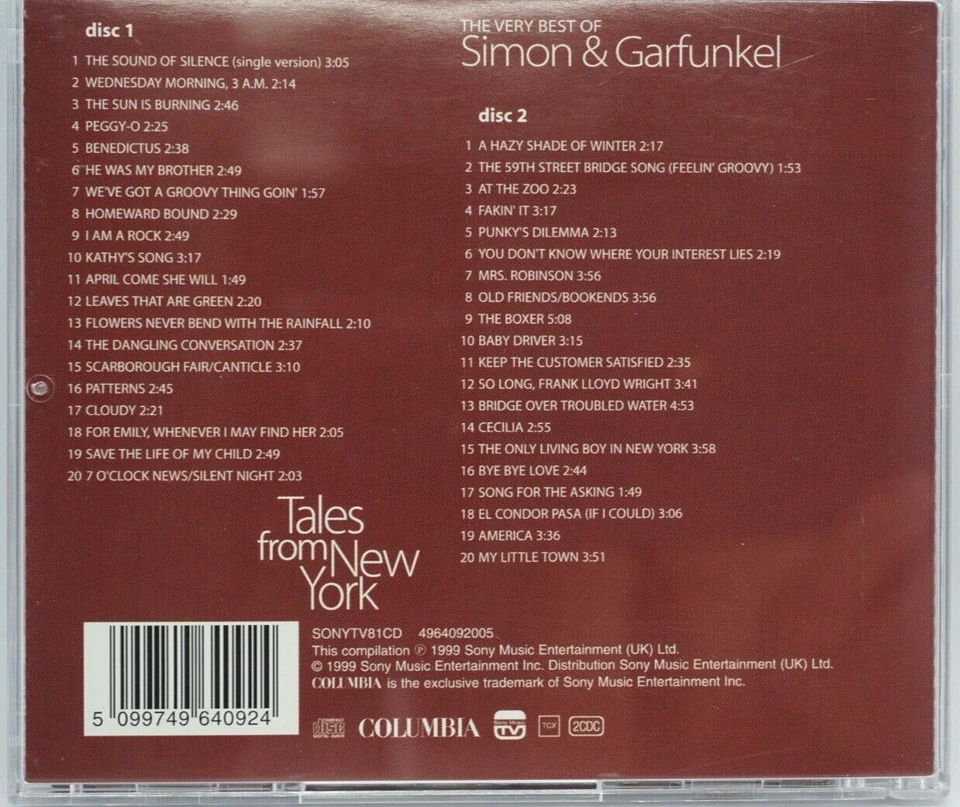 disc 1
1 THE SOUND OF SILENCE (single version) 3:05
2 WEDNESDAY MORNING, 3 A.M. 2:14
3 THE SUN IS BURNING 2:46
4 PEGGY-O 2:25
5 BENEDICTUS 2:38
6 HE WAS MY BROTHER 2:49
7 WE'VE GOT A GROOVY THING GOIN' 1:57
8 HOMEWARD BOUND 2:29
9 I AM A ROCK 2:49
10 KATHY'S SONG 3:17
11 APRIL COME SHE WILL 1:49
12 LEAVES THAT ARE GREEN 2:20
13 FLOWERS NEVER BEND WITH THE RAINFALL 2:10
14 THE DANGLING CONVERSATION 2:37
15 SCARBOROUGH FAIR/CANTICLE 3:10
16 PATTERNS 2:45
17 CLOUDY 2:21
18 FOR EMILY, WHENEVER I MAY FIND HER 2:05
19 SAVE THE LIFE OF MY CHILD 2:49
20 7 O'CLOCK NEWS/SILENT NIGHT 2:03
THE VERY BEST OF
Simon & Garfunkel
disc 2
1 A HAZY SHADE OF WINTER 2:17
2 THE 59TH STREET BRIDGE SONG (FEELIN' GROOVY) 1:53
3 AT THE ZOO 2:23
4 FAKIN' IT 3:17
5 PUNKY'S DILEMMA 2:13
6 YOU DON'T KNOW WHERE YOUR INTEREST LIES 2:19
7 MRS. ROBINSON 3:56
8 OLD FRIENDS/BOOKENDS 3:56
9 THE BOXER 5:08
10 BABY DRIVER 3:15
11 KEEP THE CUSTOMER SATISFIED 2:35
12 SO LONG, FRANK LLOYD WRIGHT 3:41
13 BRIDGE OVER TROUBLED WATER 4:53
14 CECILIA 2:55
15 THE ONLY LIVING BOY IN NEW YORK 3:58
16 BYE BYE LOVE 2:44
17 SONG FOR THE ASKING 1:49
18 EL CONDOR PASA (IF I COULD) 3:06
19 AMERICA 3:36
20 MY LITTLE TOWN 3:51
Tales
from New
York
SONYTV81CD 4964092005
This compilation ℗ 1999 Sony Music Entertainment (UK) Ltd.
© 1999 Sony Music Entertainment Inc. Distribution Sony Music Entertainment (UK) Ltd.
COLUMBIA is the exclusive trademark of Sony Music Entertainment Inc.
5 099749 640924
COMPACT disc DIGITAL AUDIO COLUMBIA Sony Music TV TCX 2CDC